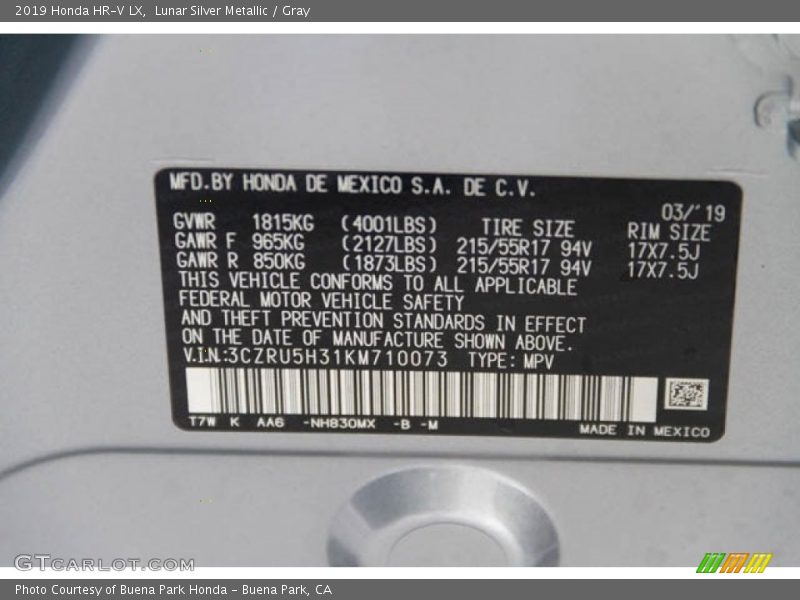 2019 Honda HR-V LX,  Lunar Silver Metallic / Gray
MFD.BY HONDA DE MEXICO S.A. DE C.V.
03/'19
GVWR 1815KG (4001LBS) TIRE SIZE RIM SIZE
GAWR F 965KG (2127LBS) 215/55R17 94V 17X7.5J
GAWR R 850KG (1873LBS) 215/55R17 94V 17X7.5J
THIS VEHICLE CONFORMS TO ALL APPLICABLE
FEDERAL MOTOR VEHICLE SAFETY
AND THEFT PREVENTION STANDARDS IN EFFECT
ON THE DATE OF MANUFACTURE SHOWN ABOVE.
V.I.N.:3CZRU5H31KM710073 TYPE: MPV
T7W K AA6 -NH830MX -B -M
MADE IN MEXICO
GTCARLOT.COM
Photo Courtesy of Buena Park Honda - Buena Park, CA